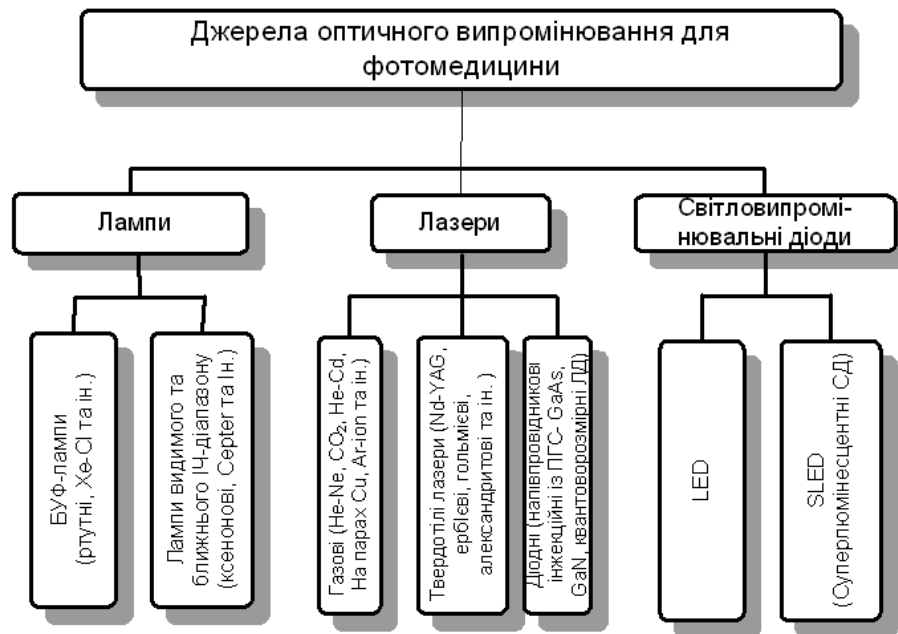 Джерела оптичного випромінювання для
фотомедицини
Лампи
Лазери
Світловипромі-
нювальні діоди
БУФ-лампи
(ртутні, Xe-Cl та ін.)
Лампи видимого та
ближнього ІЧ-діапазону
(ксенонові, Cepter та Ін.)
Газові (He-Ne, CO₂, He-Cd,
На парах Cu, Ar-ion та ін.)
Твердотілі лазери (Nd-YAG,
ербієві, гольмієві,
александритові та ін. )
Діодні (напівпровідникові
інжекційні із ПГС- GaAs,
GaN, квантоворозмірні ЛД)
LED
SLED
(Суперлюмінесцентні СД)